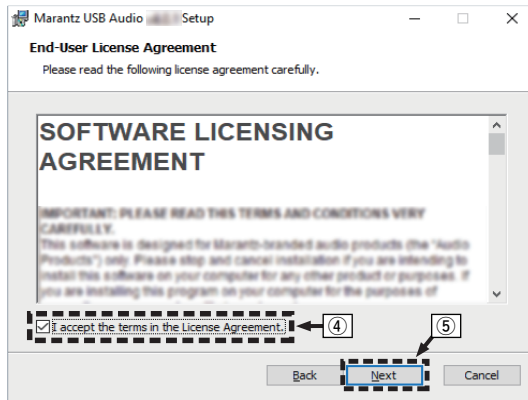 Marantz USB Audio Setup
End-User License Agreement
Please read the following license agreement carefully.
SOFTWARE LICENSING
AGREEMENT
IMPORTANT: PLEASE READ THIS TERMS AND CONDITIONS VERY
CAREFULLY.
This software is designed for Marantz-branded audio products (the "Audio
Products") only. Please stop and cancel installation if you are intending to
install this software on your computer for any other product or purposes. If
you are installing this program on your computer for the purposes of
I accept the terms in the License Agreement.
④
⑤
Back Next Cancel